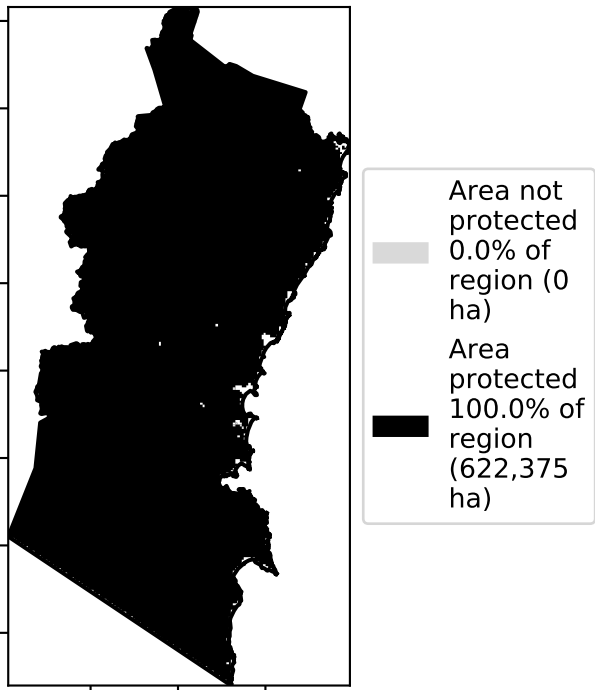 Area not
protected
0.0% of
region (0
ha)
Area
protected
100.0% of
region
(622,375
ha)